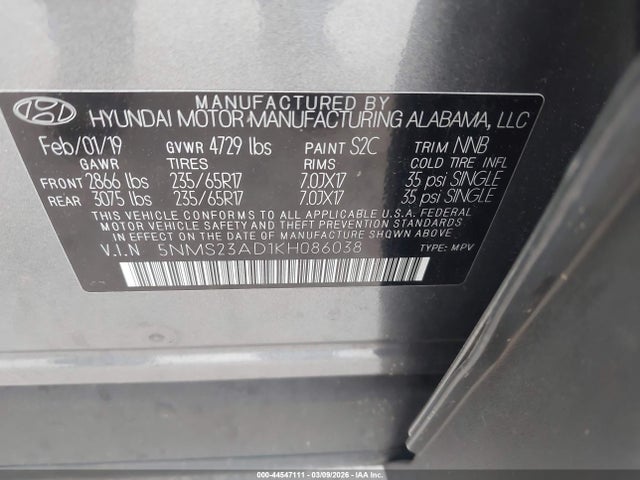 MANUFACTURED BY
HYUNDAI MOTOR MANUFACTURING ALABAMA, LLC
Feb/01/19 GVWR 4729 lbs PAINT S2C TRIM NNB
GAWR TIRES RIMS COLD TIRE INFL
FRONT 2866 lbs 235/65R17 7.0JX17 35 psi SINGLE
REAR 3075 lbs 235/65R17 7.0JX17 35 psi SINGLE
THIS VEHICLE CONFORMS TO ALL APPLICABLE U.S.A. FEDERAL
MOTOR VEHICLE SAFETY AND THEFT PREVENTION STANDARDS
IN EFFECT ON THE DATE OF MANUFACTURE SHOWN ABOVE.
V.I.N 5NMS23AD1KH086038 TYPE: MPV
000-44547111 - 03/09/2026 - IAAI.COM